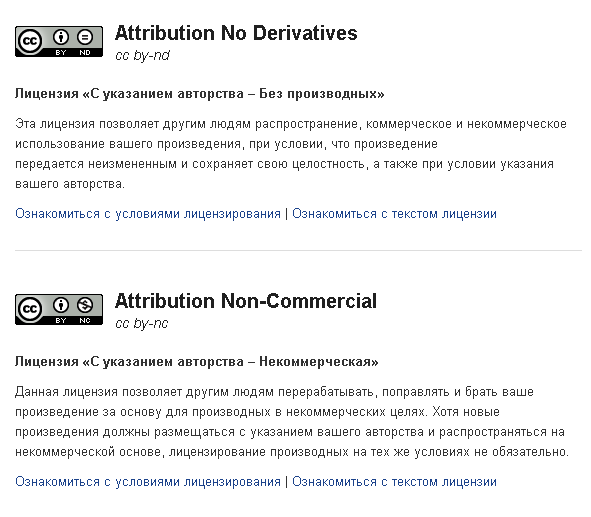 cc BY ND
Attribution No Derivatives
cc by-nd
Лицензия «С указанием авторства – Без производных»
Эта лицензия позволяет другим людям распространение, коммерческое и некоммерческое
использование вашего произведения, при условии, что произведение
передается неизмененным и сохраняет свою целостность, а также при условии указания
вашего авторства.
Ознакомиться с условиями лицензирования | Ознакомиться с текстом лицензии
cc $ BY NC
Attribution Non-Commercial
cc by-nc
Лицензия «С указанием авторства – Некоммерческая»
Данная лицензия позволяет другим людям перерабатывать, поправлять и брать ваше
произведение за основу для производных в некоммерческих целях. Хотя новые
произведения должны размещаться с указанием вашего авторства и распространяться на
некоммерческой основе, лицензирование производных на тех же условиях не обязательно.
Ознакомиться с условиями лицензирования | Ознакомиться с текстом лицензии